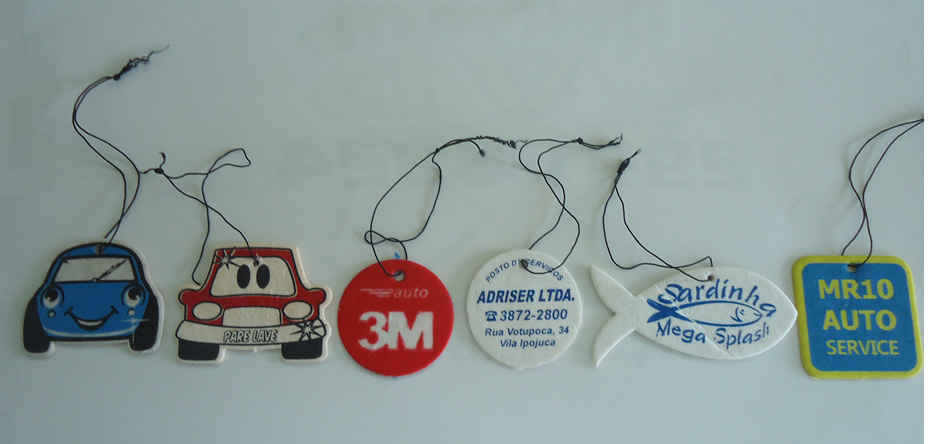 PARE LAVE
auto
3M
POSTO DE SERVIÇOS
ADRISER LTDA.
☎3872-2800
Rua Votupoca, 34
Vila Ipojuca
Sardinha
Mega Splash
MR10
AUTO
SERVICE